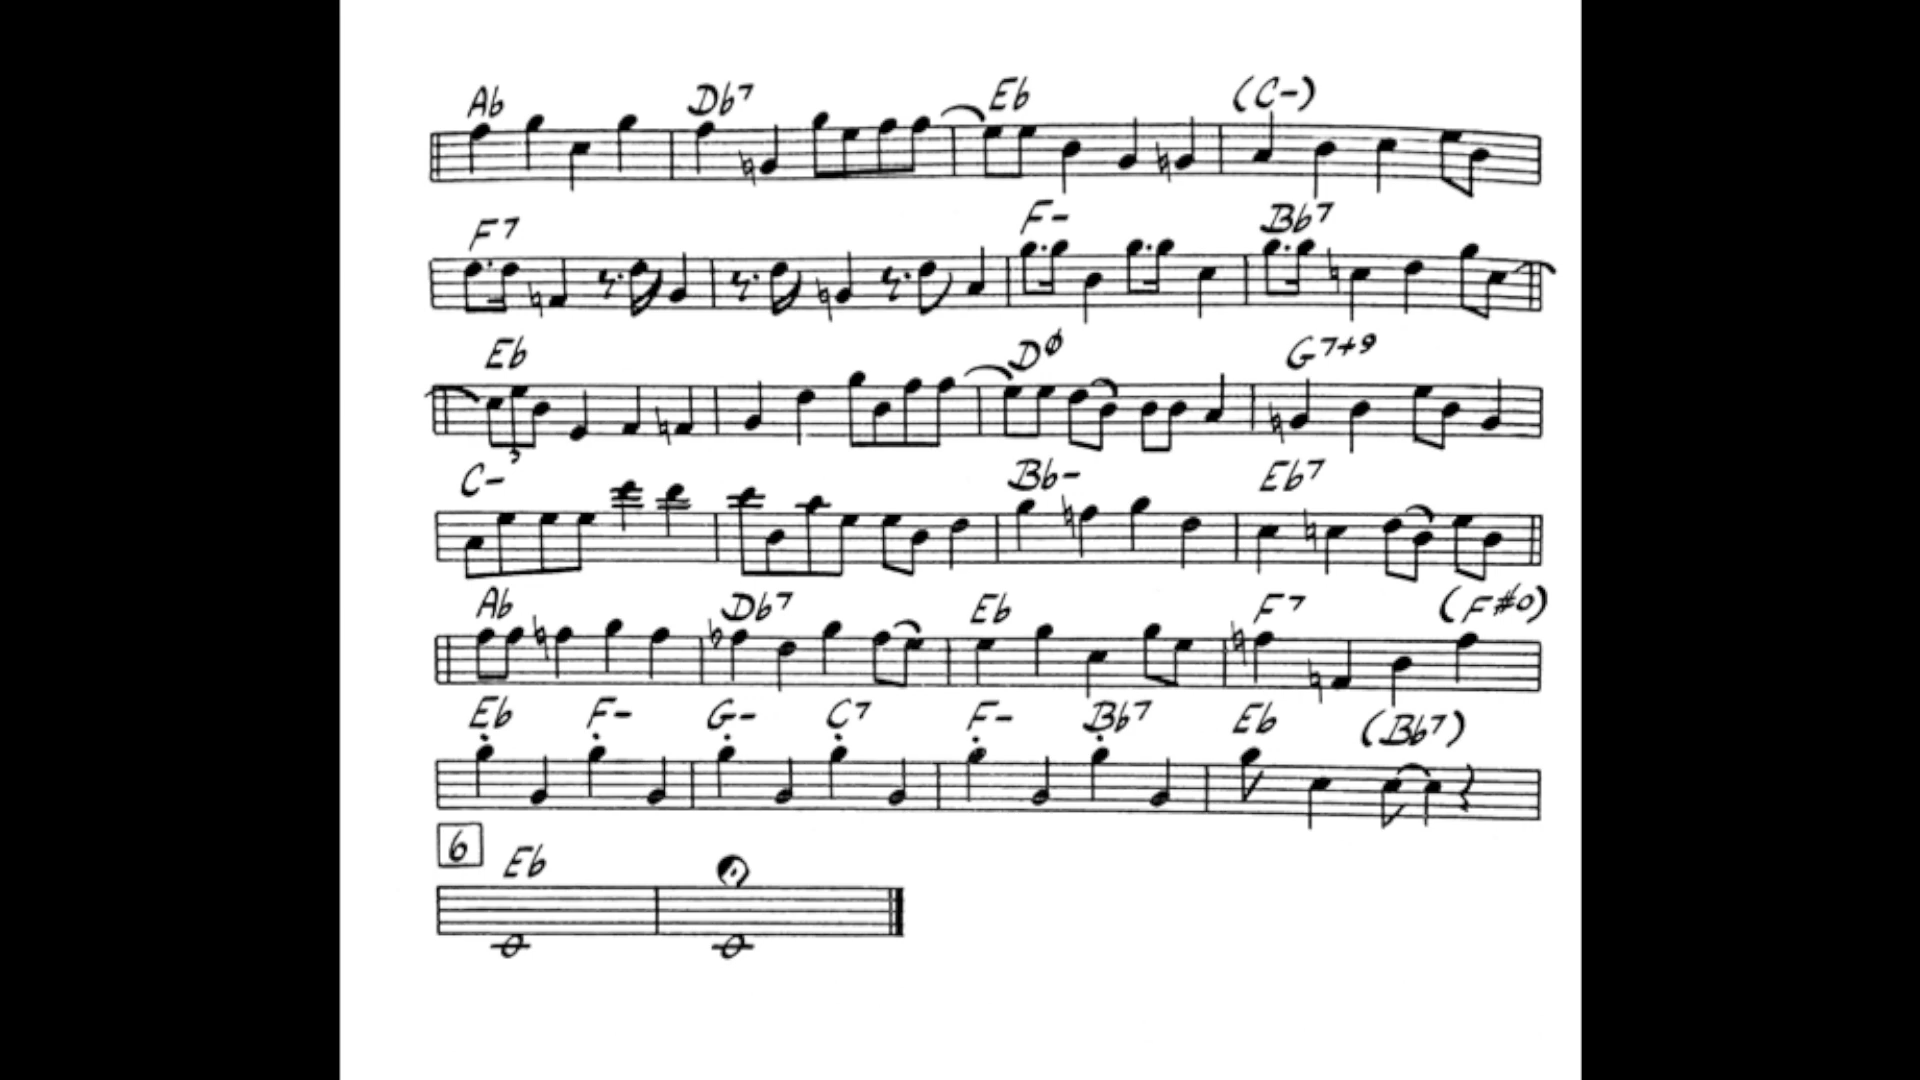 Ab Db7 Eb (C-)
F7 F- Bb7
Eb DØ G7+9
3
C- Bb- Eb7
Ab Db7 Eb F7 (F#o)
Eb F- G- C7 F- Bb7 Eb (Bb7)
6
Eb